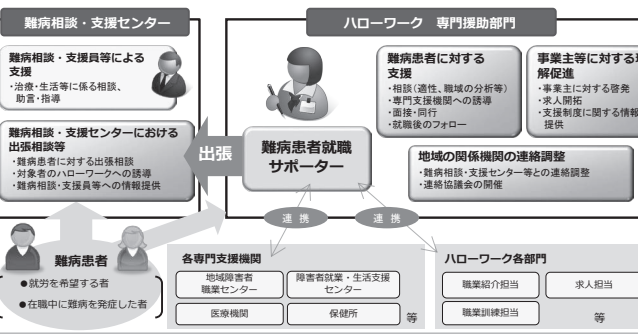 難病相談・支援センター
難病相談・支援員等による
支援
・治療・生活等に係る相談、
助言・指導
難病相談・支援センターにおける
出張相談等
・難病患者に対する出張相談
・対象者のハローワークへの誘導
・難病相談・支援員等への情報提供
出張
ハローワーク 専門援助部門
難病患者就職
サポーター
難病患者に対する
支援
・相談（適性、職域の分析等）
・専門支援機関への誘導
・面接・同行
・就職後のフォロー
事業主等に対する理
解促進
・事業主に対する啓発
・求人開拓
・支援制度に関する情報
提供
地域の関係機関の連絡調整
・難病相談・支援センター等との連絡調整
・連絡協議会の開催
連携
連携
難病患者
●就労を希望する者
●在職中に難病を発症した者
各専門支援機関
地域障害者
職業センター
障害者就業・生活支援
センター
医療機関
保健所
等
ハローワーク各部門
職業紹介担当
求人担当
職業訓練担当
等